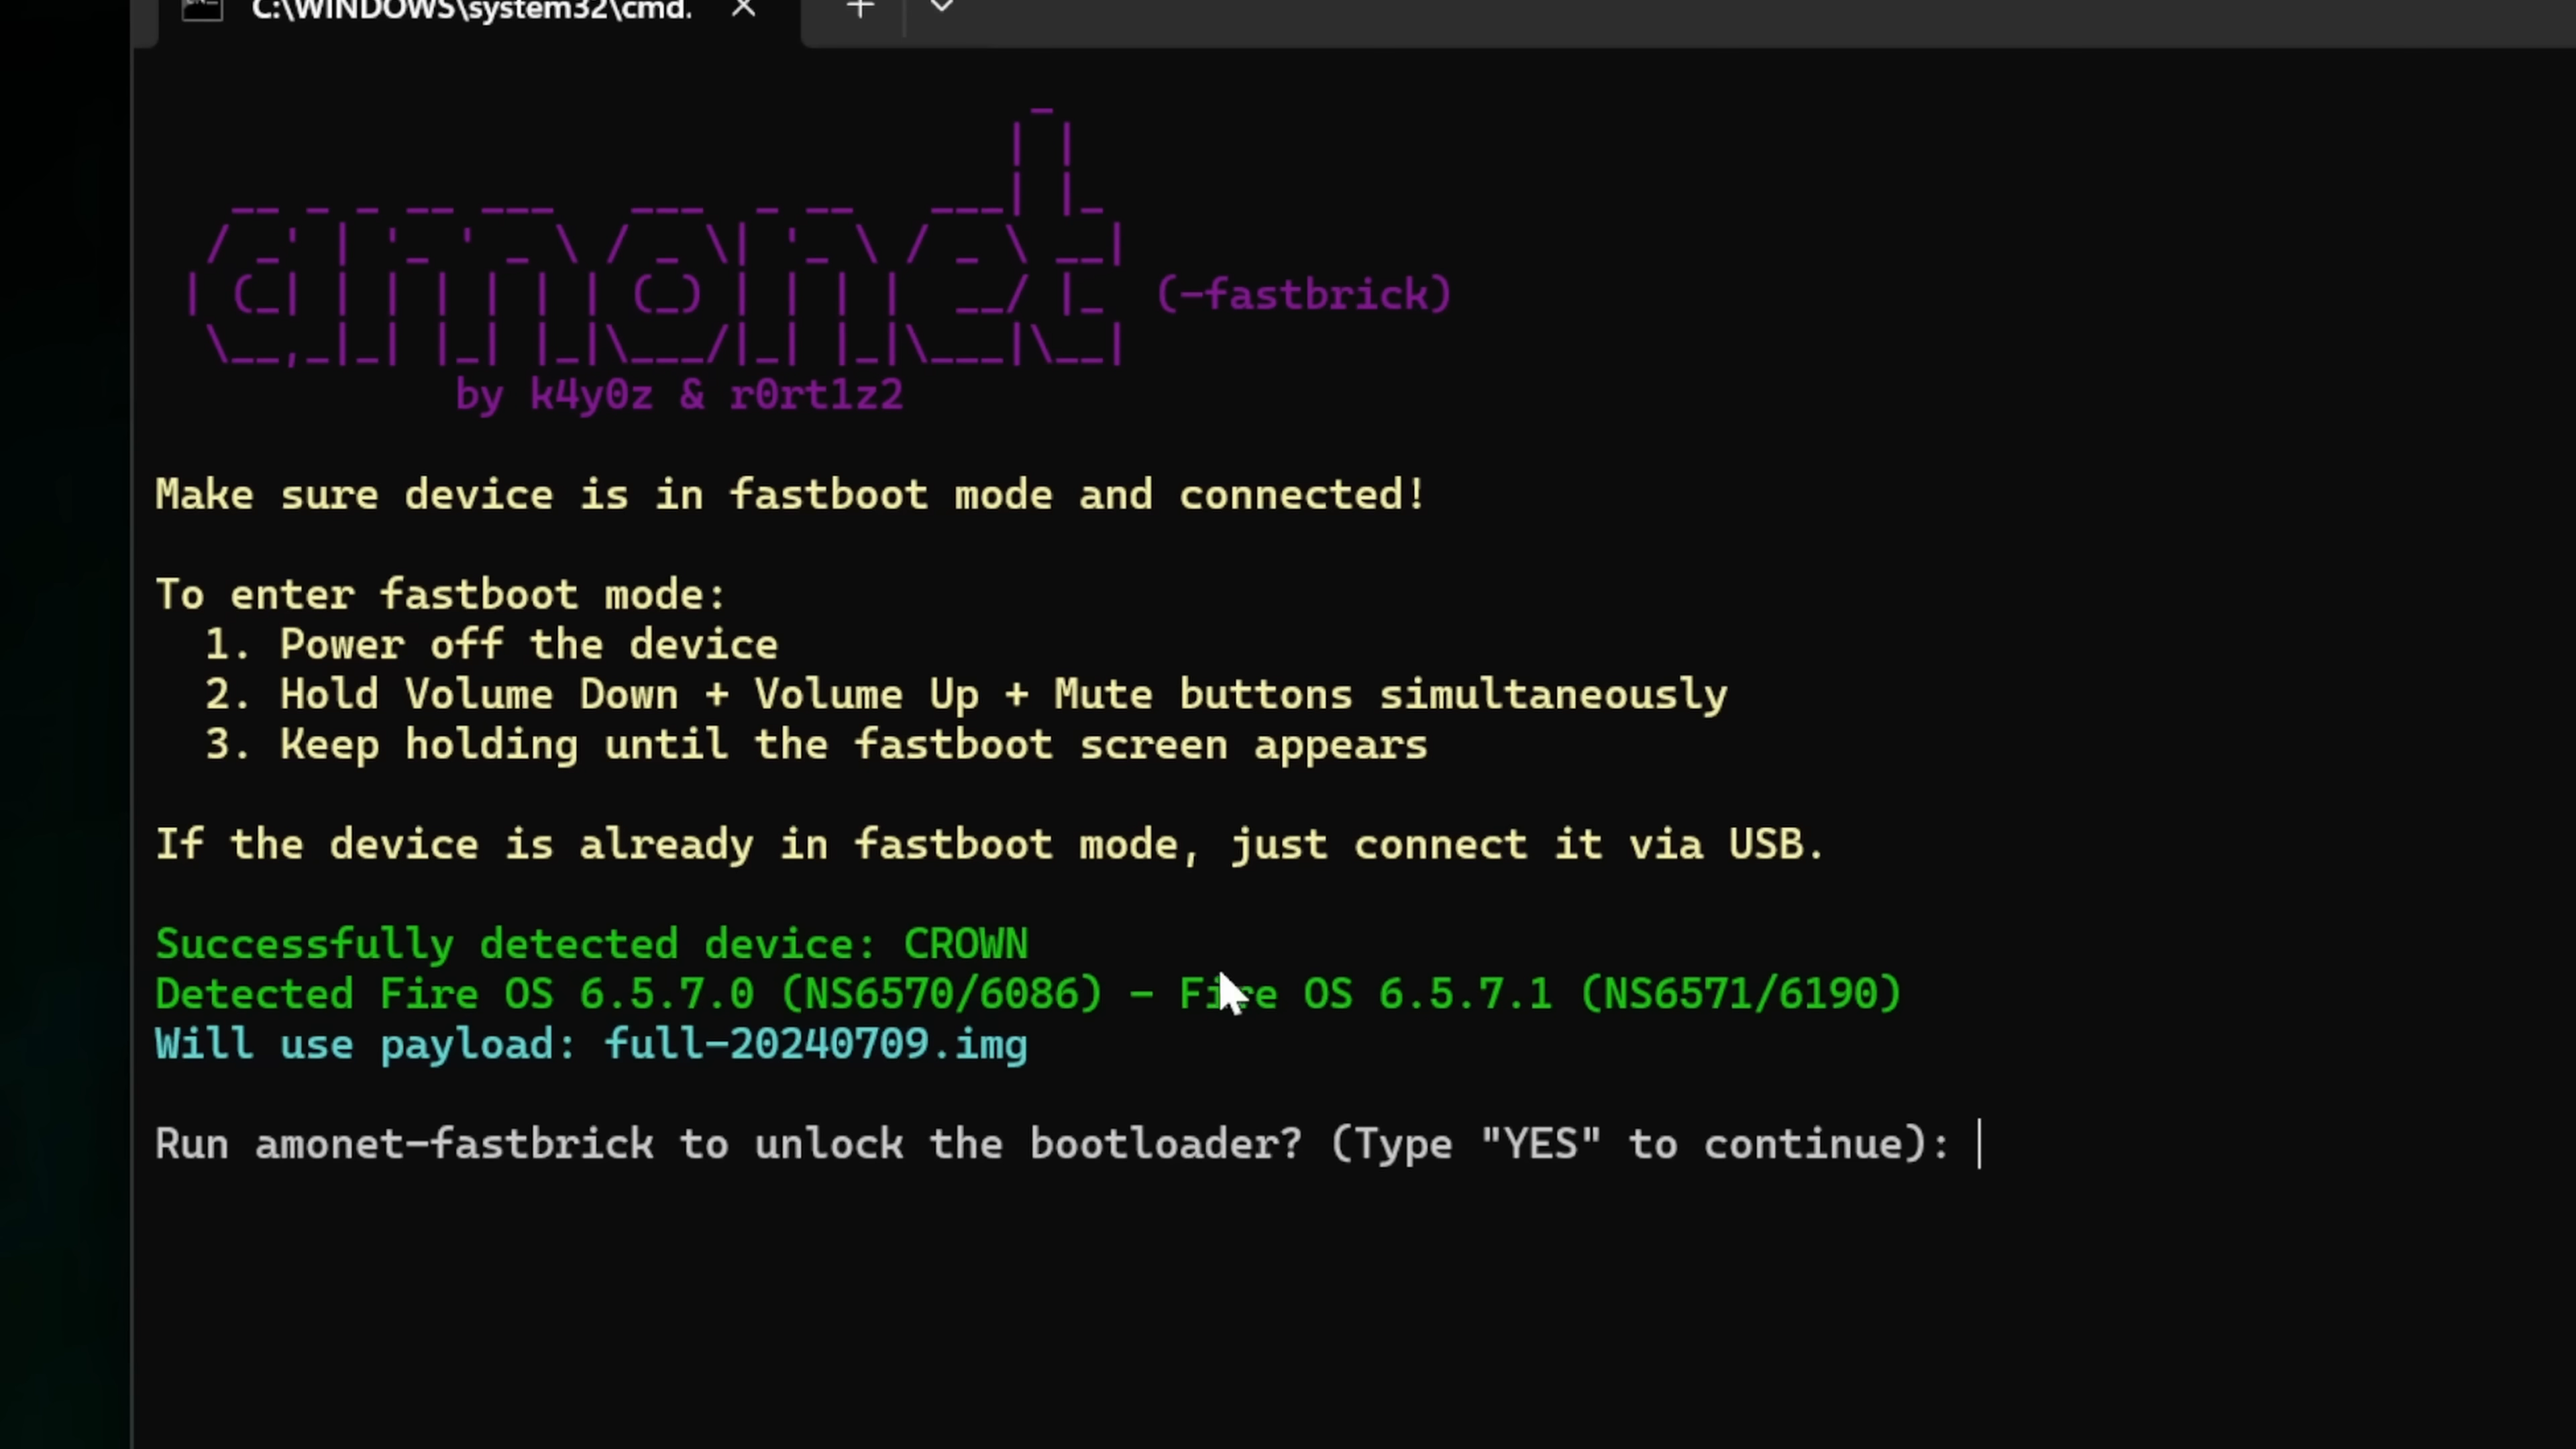 C:\WINDOWS\system32\cmd.
amonet (-fastbrick)
by k4y0z & r0rt1z2
Make sure device is in fastboot mode and connected!
To enter fastboot mode:
1. Power off the device
2. Hold Volume Down + Volume Up + Mute buttons simultaneously
3. Keep holding until the fastboot screen appears
If the device is already in fastboot mode, just connect it via USB.
Successfully detected device: CROWN
Detected Fire OS 6.5.7.0 (NS6570/6086) - Fire OS 6.5.7.1 (NS6571/6190)
Will use payload: full-20240709.img
Run amonet-fastbrick to unlock the bootloader? (Type "YES" to continue):